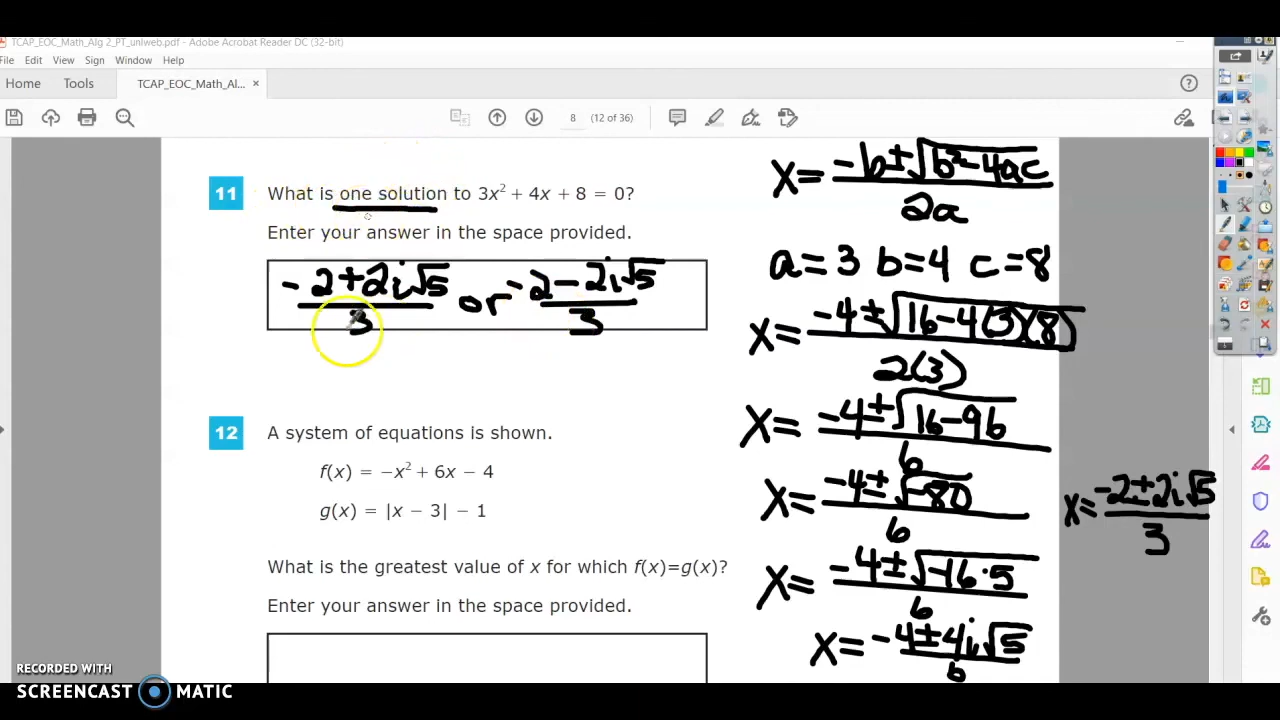 TCAP_EOC_Math_Alg 2_PT_unlweb.pdf - Adobe Acrobat Reader DC (32-bit)
File Edit View Sign Window Help
Home Tools TCAP_EOC_Math_Al... ×
8 (12 of 36)
11 What is one solution to 3x² + 4x + 8 = 0?
Enter your answer in the space provided.
(-2+2i√5)/3 or (-2-2i√5)/3
12 A system of equations is shown.
f(x) = −x² + 6x − 4
g(x) = |x − 3| − 1
What is the greatest value of x for which f(x)=g(x)?
Enter your answer in the space provided.
x= (-b±√(b²-4ac))/2a
a=3 b=4 c=8
x= (-4±√(16-4(3)(8)))/2(3)
x= (-4±√(16-96))/6
x= (-4±√-80)/6
x= (-4±√(-16·5))/6
x= (-4±4i√5)/6
x= (-2±2i√5)/3
RECORDED WITH
SCREENCAST MATIC